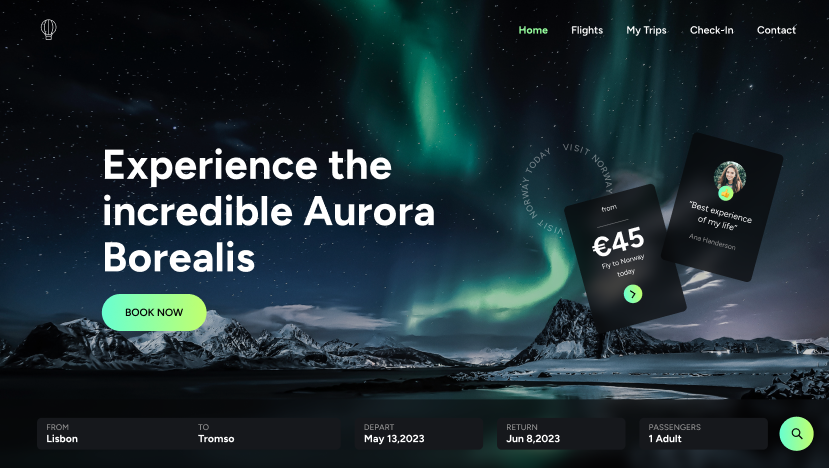 Home Flights My Trips Check-In Contact
Experience the
incredible Aurora
Borealis
BOOK NOW
VISIT NORWAY TODAY VISIT NORWAY
from
€45
Fly to Norway
today
“Best experience
of my life”
Ana Handerson
FROM
Lisbon
TO
Tromso
DEPART
May 13,2023
RETURN
Jun 8,2023
PASSENGERS
1 Adult